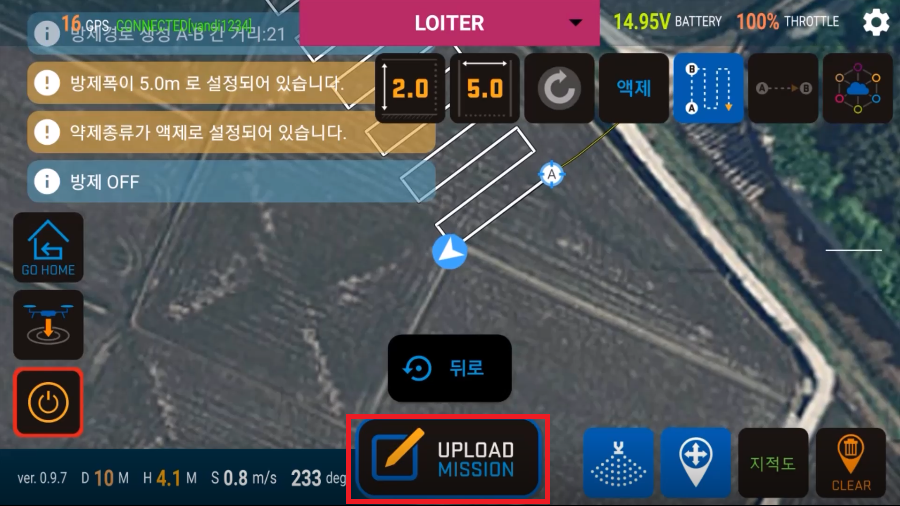 16 GPS CONNECTED[yandj1234]
LOITER
14.95V BATTERY 100% THROTTLE
방제경로 생성 A-B 간 거리:21
방제폭이 5.0m 로 설정되어 있습니다.
약제종류가 액제로 설정되어 있습니다.
방제 OFF
2.0
5.0
액제
B
A
A B
A
GO HOME
뒤로
UPLOAD
MISSION
ver. 0.9.7 D 10 M H 4.1 M S 0.8 m/s 233 deg
지적도
CLEAR